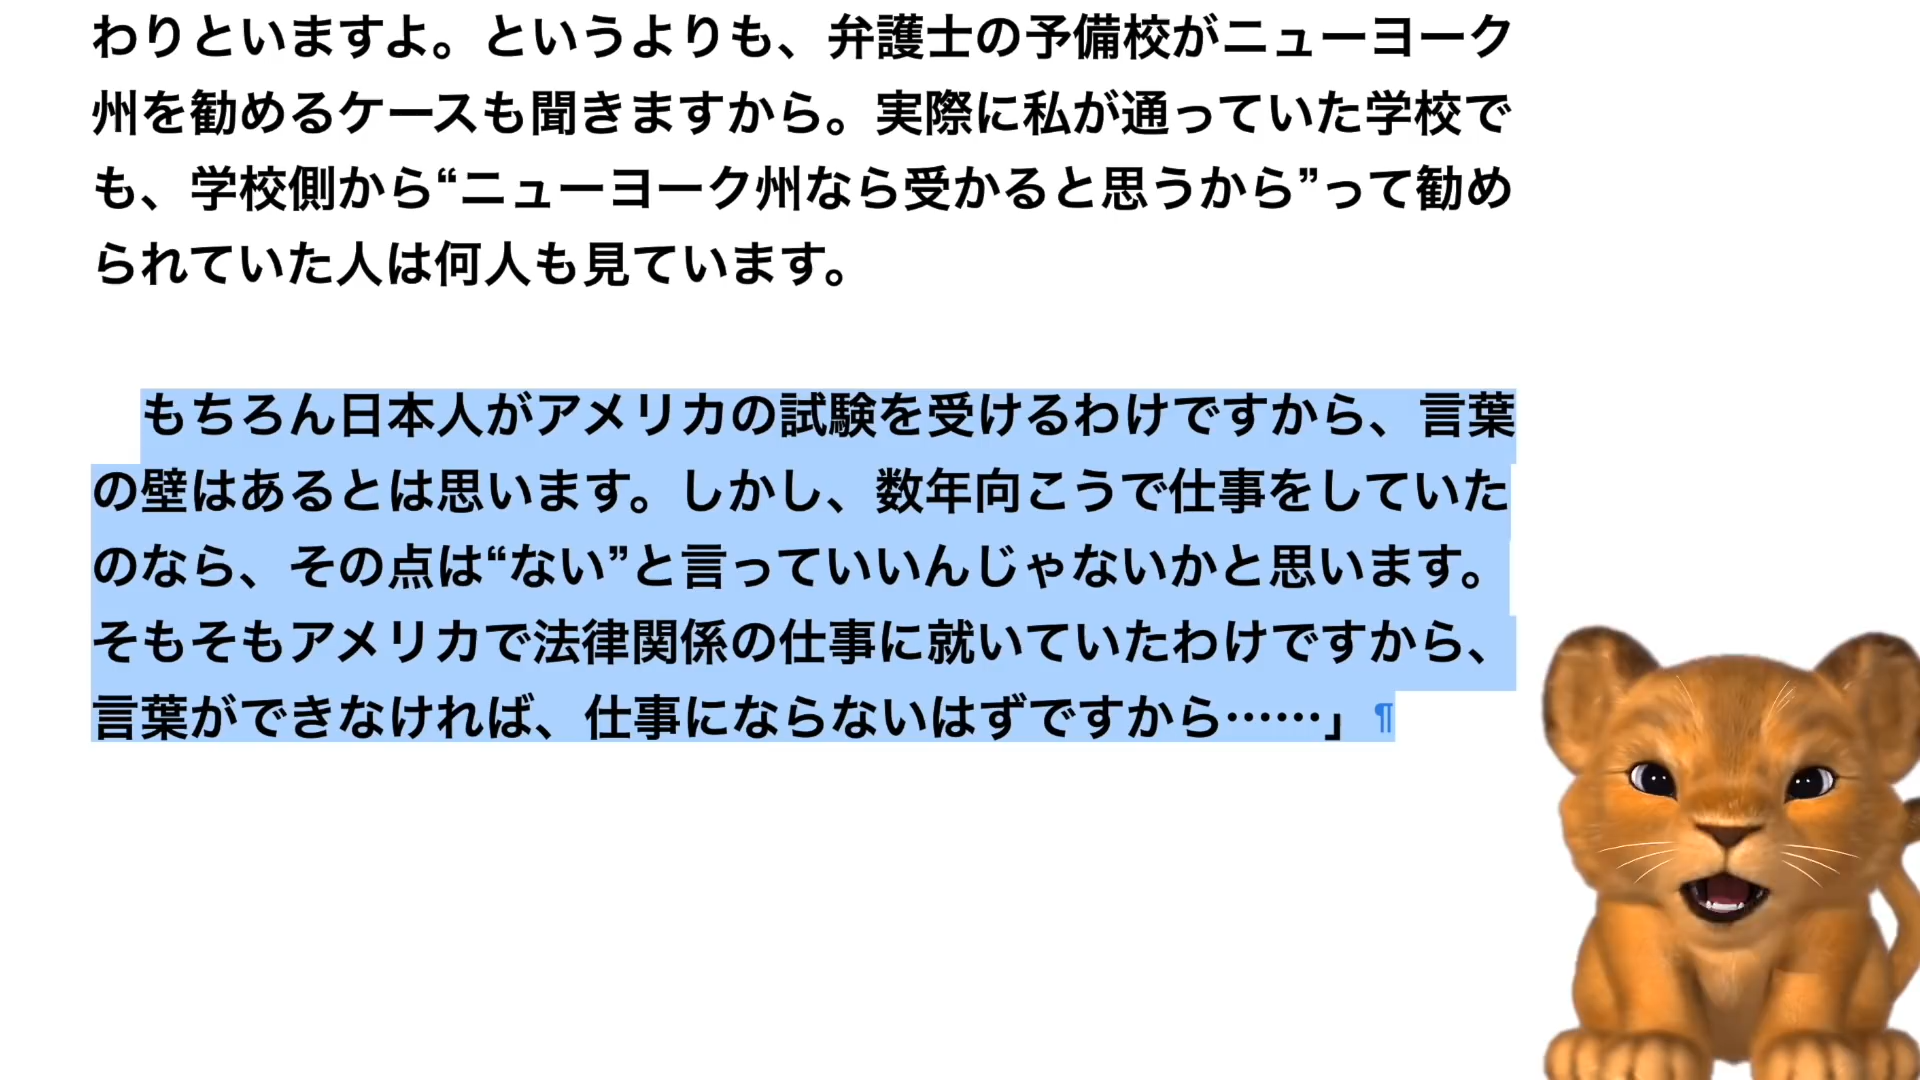 わりといますよ。というよりも、弁護士の予備校がニューヨーク
州を勧めるケースも聞きますから。実際に私が通っていた学校で
も、学校側から“ニューヨーク州なら受かると思うから”って勧め
られていた人は何人も見ています。
もちろん日本人がアメリカの試験を受けるわけですから、言葉
の壁はあるとは思います。しかし、数年向こうで仕事をしていた
のなら、その点は“ない”と言っていいんじゃないかと思います。
そもそもアメリカで法律関係の仕事に就いていたわけですから、
言葉ができなければ、仕事にならないはずですから……」¶